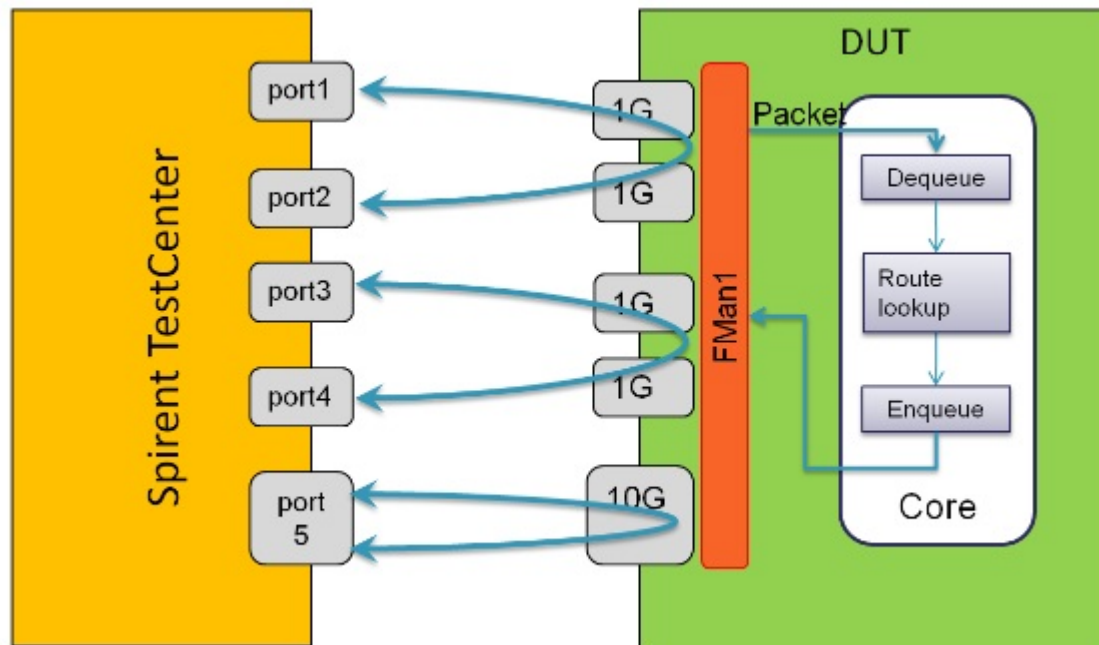 Spirent TestCenter
port1
port2
port3
port4
port
5
1G
1G
1G
1G
10G
FMan1
DUT
Packet
Dequeue
Route
lookup
Enqueue
Core